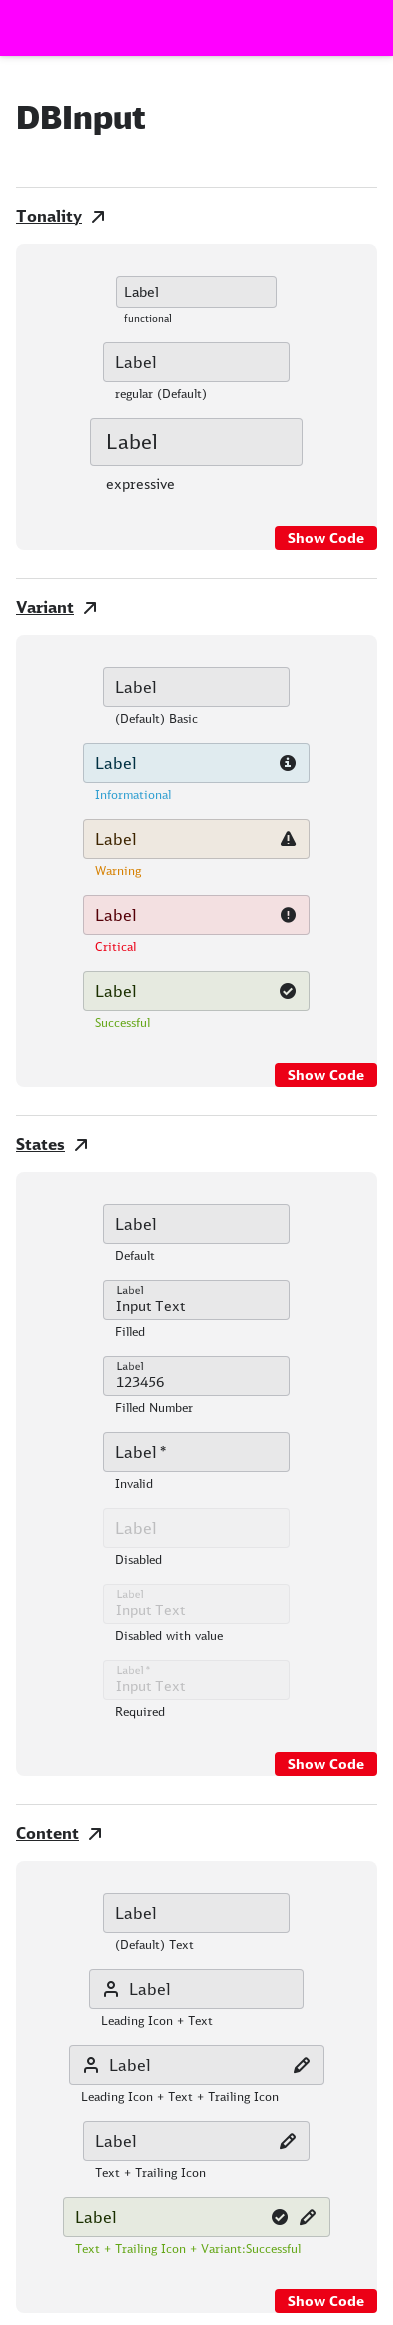 DBInput
Tonality
Label
functional
Label
regular (Default)
Label
expressive
Show Code
Variant
Label
(Default) Basic
Label
Informational
Label
Warning
Label
Critical
Label
Successful
Show Code
States
Label
Default
Label
Input Text
Filled
Label
123456
Filled Number
Label *
Invalid
Label
Disabled
Label
Input Text
Disabled with value
Label *
Input Text
Required
Show Code
Content
Label
(Default) Text
Label
Leading Icon + Text
Label
Leading Icon + Text + Trailing Icon
Label
Text + Trailing Icon
Label
Text + Trailing Icon + Variant:Successful
Show Code